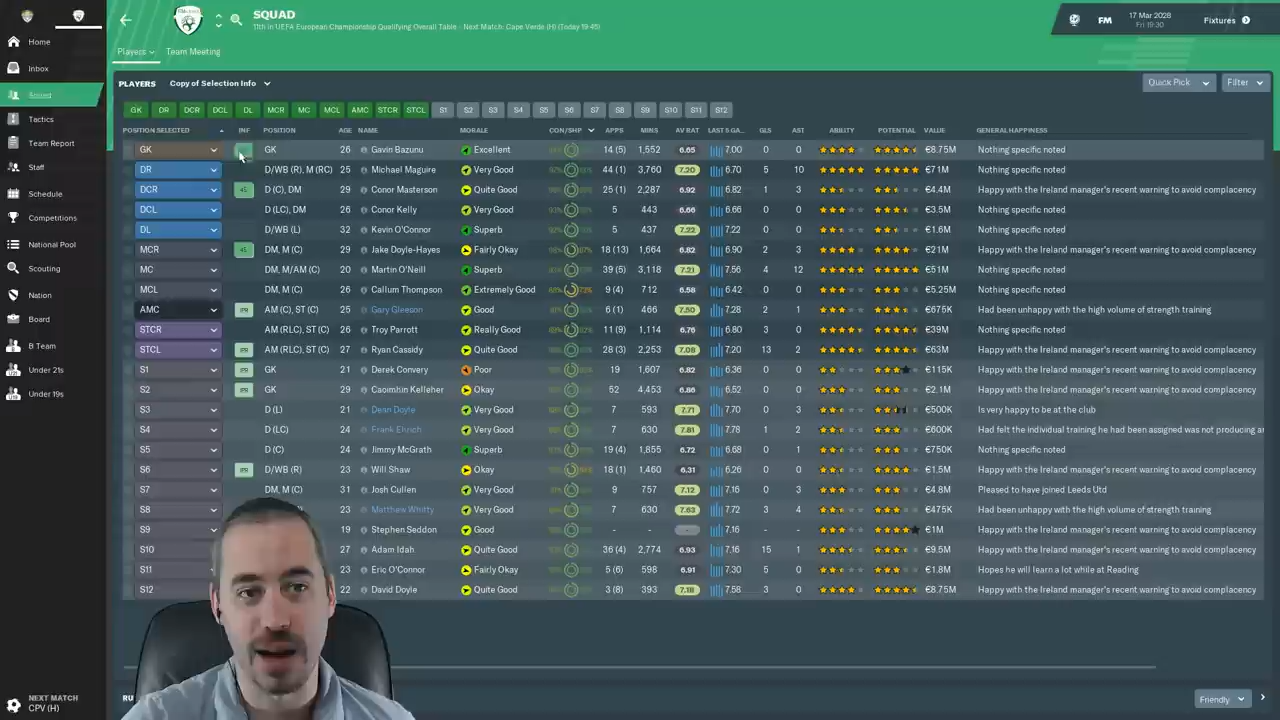 SQUAD
11th in UEFA European Championship Qualifying Overall Table - Next Match: Cape Verde (H) (Today 19:45)
FM
17 Mar 2028
Fri 19:30
Fixtures
Home
Inbox
Squad
Tactics
Team Report
Staff
Schedule
Competitions
National Pool
Scouting
Nation
Board
B Team
Under 21s
Under 19s
NEXT MATCH
CPV (H)
Players
Team Meeting
PLAYERS Copy of Selection Info
Quick Pick Filter
GK DR DCR DCL DL MCR MC MCL AMC STCR STCL S1 S2 S3 S4 S5 S6 S7 S8 S9 S10 S11 S12
POSITION SELECTED INF POSITION AGE NAME MORALE CON/SHP APPS MINS AV RAT LAST 5 GA... GLS AST ABILITY POTENTIAL VALUE GENERAL HAPPINESS
GK GK 26 Gavin Bazunu Excellent 14 (5) 1,552 6.65 7.00 0 0 €8.75M Nothing specific noted
DR D/WB (R), M (RC) 25 Michael Maguire Very Good 44 (1) 3,760 7.20 6.70 5 10 €71M Nothing specific noted
DCR D (C), DM 29 Conor Masterson Quite Good 25 (1) 2,287 6.92 6.82 1 3 €4.4M Happy with the Ireland manager's recent warning to avoid complacency
DCL D (LC), DM 26 Conor Kelly Very Good 5 443 6.66 6.66 0 0 €3.5M Nothing specific noted
DL D/WB (L) 32 Kevin O'Connor Superb 5 437 7.22 7.22 0 0 €1.6M Nothing specific noted
MCR DM, M (C) 29 Jake Doyle-Hayes Fairly Okay 18 (13) 1,664 6.82 6.90 2 3 €21M Happy with the Ireland manager's recent warning to avoid complacency
MC DM, M/AM (C) 20 Martin O'Neill Superb 39 (5) 3,118 7.21 7.56 4 12 €51M Nothing specific noted
MCL DM, M (C) 26 Callum Thompson Extremely Good 9 (4) 712 6.58 6.42 0 0 €5.25M Nothing specific noted
AMC IPR AM (C), ST (C) 25 Gary Gleeson Good 6 (1) 466 7.50 7.28 2 1 €675K Had been unhappy with the high volume of strength training
STCR AM (RLC), ST (C) 26 Troy Parrott Really Good 11 (9) 1,114 6.76 6.80 3 0 €39M Nothing specific noted
STCL IPR AM (RLC), ST (C) 27 Ryan Cassidy Quite Good 28 (3) 2,253 7.08 7.20 13 2 €63M Happy with the Ireland manager's recent warning to avoid complacency
S1 IPR GK 21 Derek Convery Poor 19 1,607 6.82 6.36 0 0 €115K Happy with the Ireland manager's recent warning to avoid complacency
S2 IPR GK 29 Caoimhin Kelleher Okay 52 4,453 6.86 6.52 0 0 €2.1M Happy with the Ireland manager's recent warning to avoid complacency
S3 D (L) 21 Dean Doyle Very Good 7 593 7.71 7.70 0 3 €500K Is very happy to be at the club
S4 D (LC) 24 Frank Ehrich Very Good 7 630 7.81 7.78 1 2 €600K Had felt the individual training he had been assigned was not producing
S5 D (C) 24 Jimmy McGrath Superb 19 (4) 1,855 6.72 6.68 0 1 €750K Nothing specific noted
S6 IPR D/WB (R) 23 Will Shaw Okay 18 (1) 1,460 6.31 6.26 0 0 €1.5M Happy with the Ireland manager's recent warning to avoid complacency
S7 DM, M (C) 31 Josh Cullen Very Good 9 757 7.12 7.16 0 3 €4.8M Pleased to have joined Leeds Utd
S8 23 Matthew Whitty Very Good 7 630 7.63 7.72 3 4 €475K Had been unhappy with the high volume of strength training
S9 19 Stephen Seddon Good - - - 7.16 - - €1M Happy with the Ireland manager's recent warning to avoid complacency
S10 27 Adam Idah Quite Good 36 (4) 2,774 6.93 7.16 15 1 €9.5M Happy with the Ireland manager's recent warning to avoid complacency
S11 23 Eric O'Connor Fairly Okay 5 (6) 598 6.91 7.30 5 0 €1.8M Hopes he will learn a lot while at Reading
S12 22 David Doyle Quite Good 3 (8) 393 7.18 7.58 3 0 €8.75M Happy with the Ireland manager's recent warning to avoid complacency
Friendly